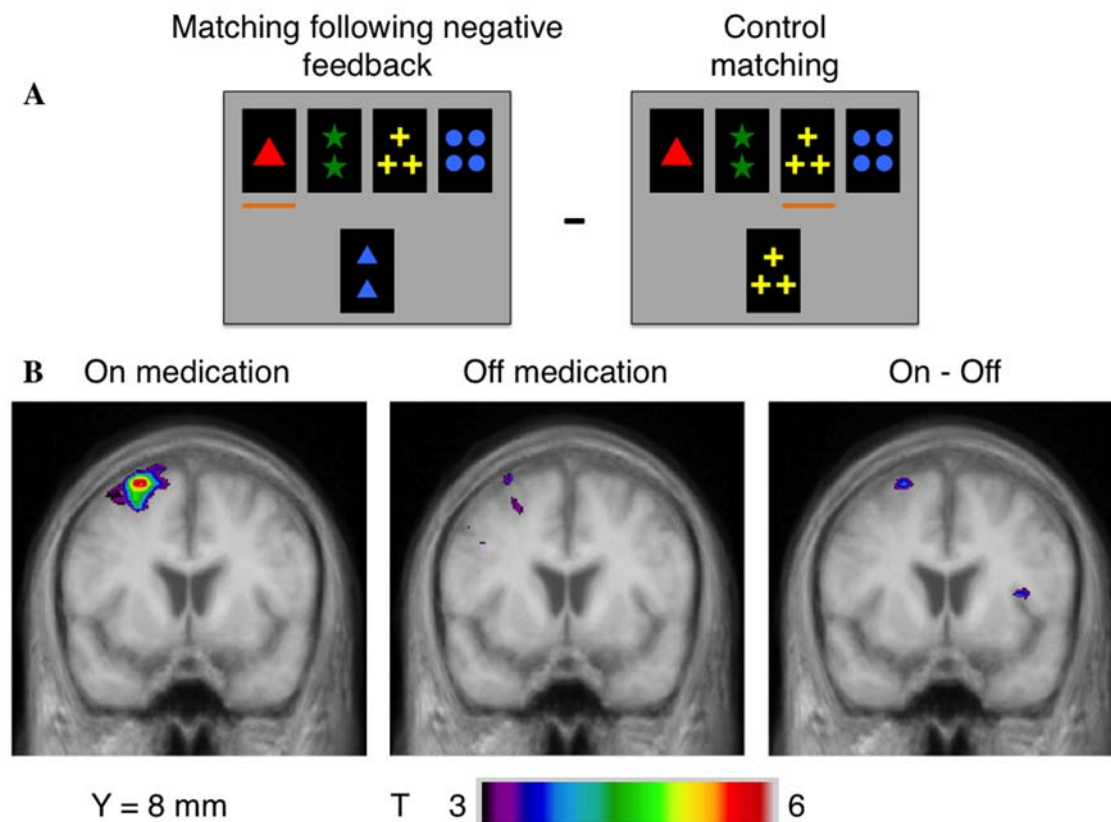 Matching following negative
feedback
Control
matching
A
-
B
On medication
Off medication
On - Off
Y = 8 mm
T
3
6